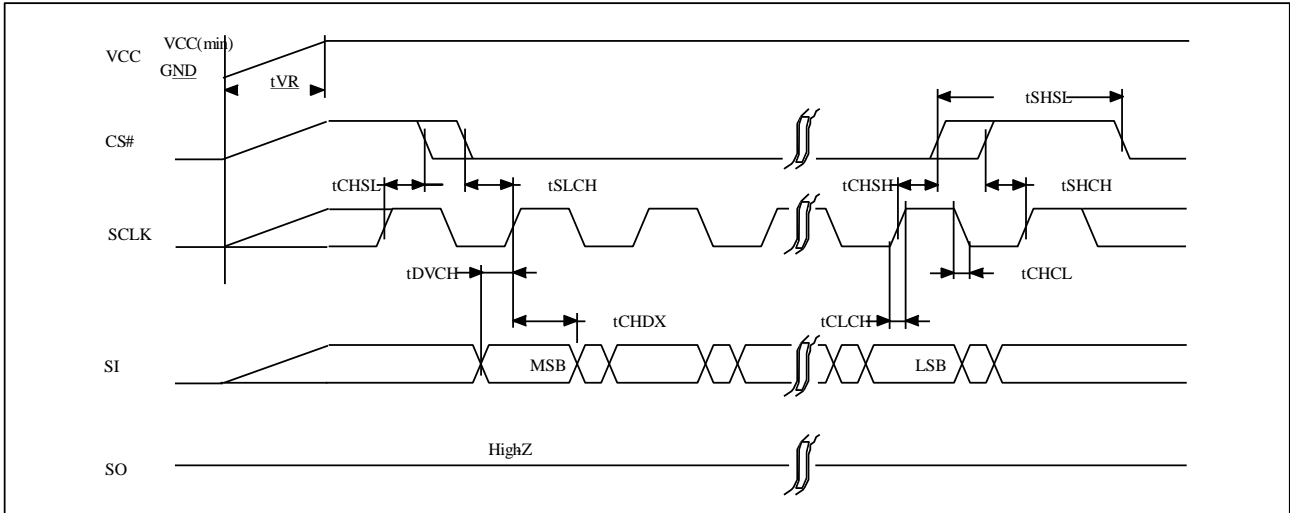 VCC(min)
VCC
GND
tVR
tSHSL
CS#
tCHSL
tSLCH
tCHSH
tSHCH
SCLK
tDVCH
tCHCL
tCHDX
tCLCH
SI
MSB
LSB
High-Z
SO